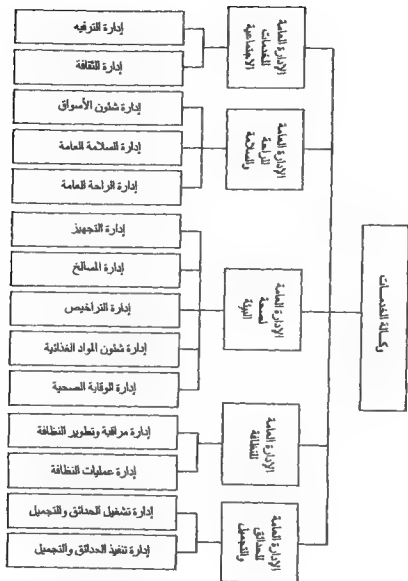 وكالة الخدمات
الإدارة العامة
للخدمات
الاجتماعية
إدارة الترفيه
إدارة الثقافة
الإدارة العامة
للراحة
والسلامة
إدارة شئون الأسواق
إدارة السلامة العامة
إدارة الراحة العامة
الإدارة العامة
لصحة
البيئة
إدارة التجهيز
إدارة المسالخ
إدارة التراخيص
إدارة شئون المواد الغذائية
إدارة الوقاية الصحية
الإدارة العامة
للنظافة
إدارة مراقبة وتطوير النظافة
إدارة عمليات النظافة
الإدارة العامة
للحدائق
والتجميل
إدارة تشغيل الحدائق والتجميل
إدارة تنفيذ الحدائق والتجميل